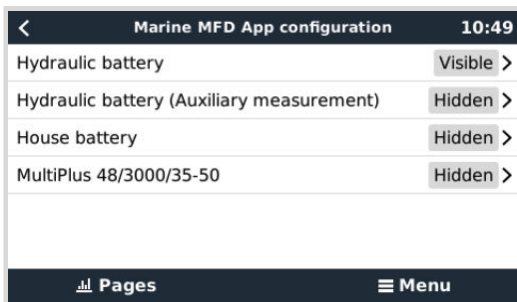 Marine MFD App configuration 10:49
Hydraulic battery Visible
Hydraulic battery (Auxiliary measurement) Hidden
House battery Hidden
MultiPlus 48/3000/35-50 Hidden
Pages Menu